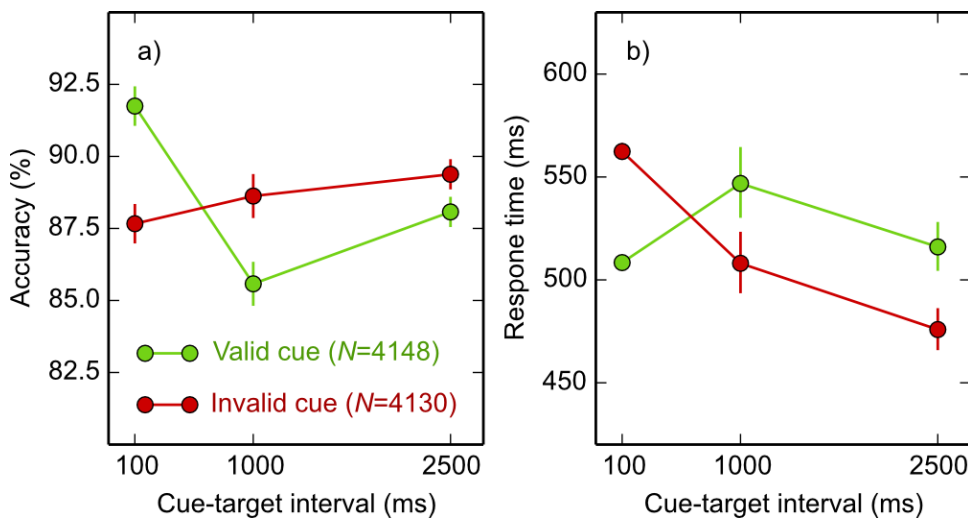 a)
Accuracy (%)
92.5
90.0
87.5
85.0
82.5
Valid cue (N=4148)
Invalid cue (N=4130)
100
1000
2500
Cue-target interval (ms)
b)
Respone time (ms)
600
550
500
450
100
1000
2500
Cue-target interval (ms)